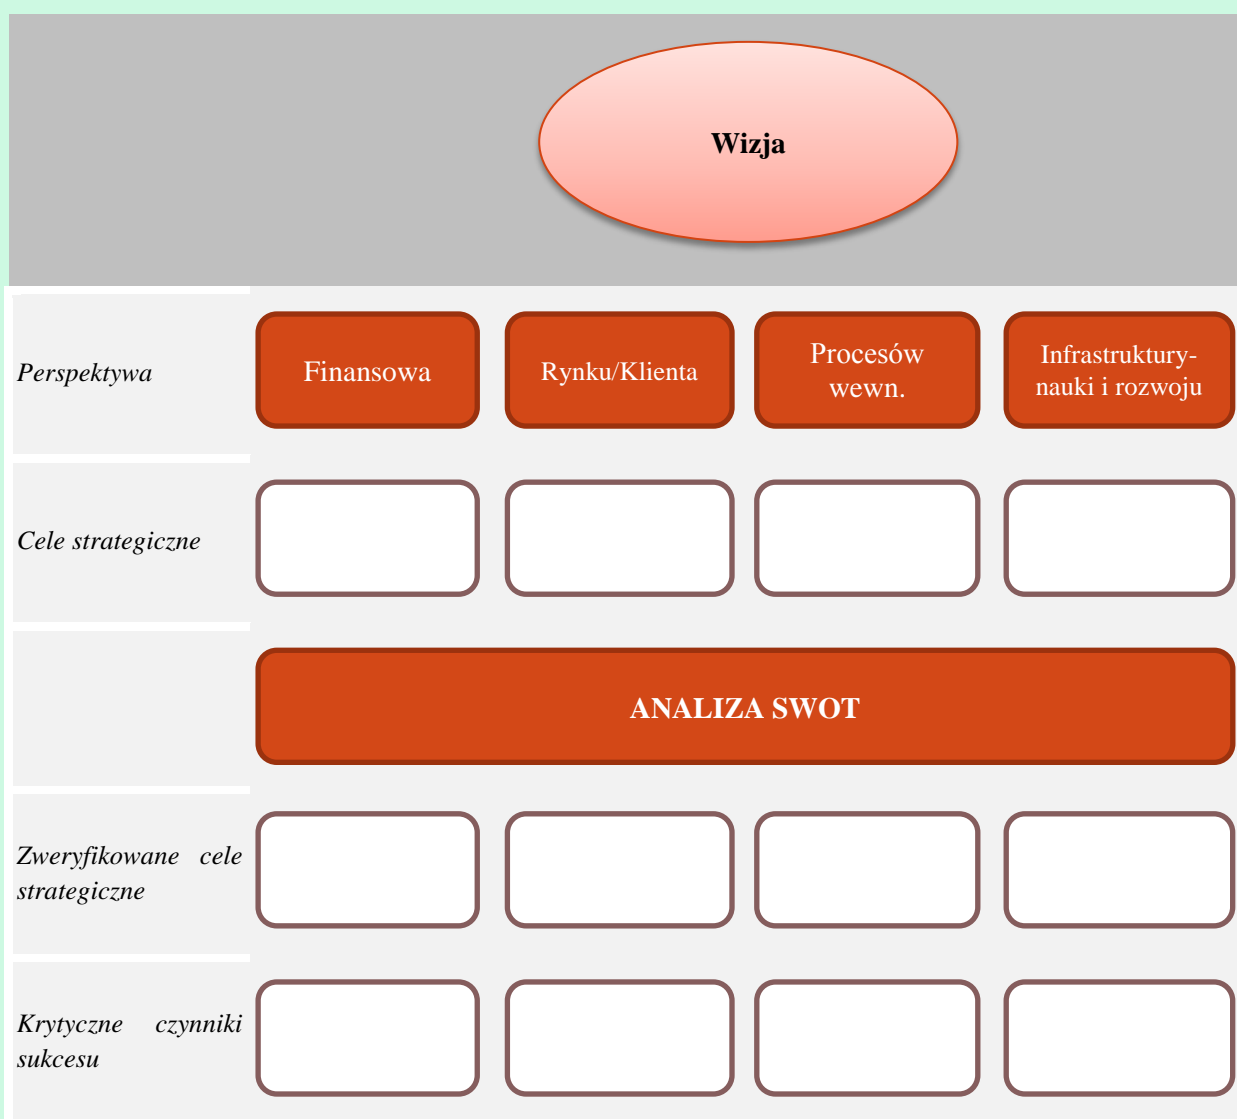 Wizja
Perspektywa
Finansowa
Rynku/Klienta
Procesów
wewn.
Infrastruktury-
nauki i rozwoju
Cele strategiczne
ANALIZA SWOT
Zweryfikowane cele
strategiczne
Krytyczne czynniki
sukcesu